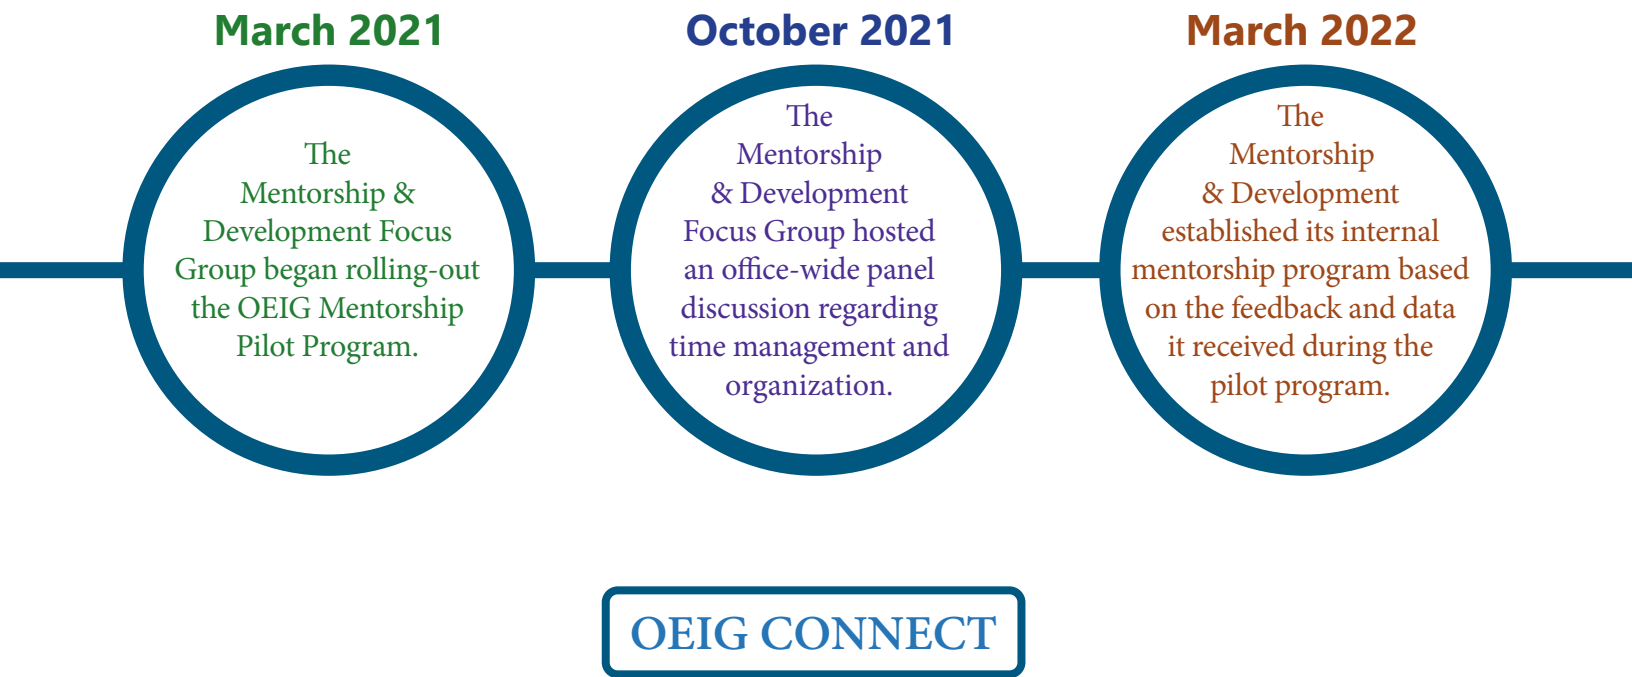 March 2021
The
Mentorship &
Development Focus
Group began rolling-out
the OEIG Mentorship
Pilot Program.
October 2021
The
Mentorship
& Development
Focus Group hosted
an office-wide panel
discussion regarding
time management and
organization.
March 2022
The
Mentorship
& Development
established its internal
mentorship program based
on the feedback and data
it received during the
pilot program.
OEIG CONNECT